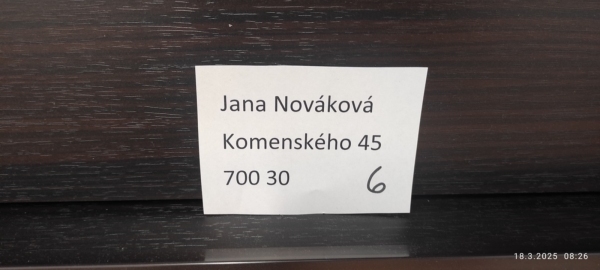 Jana Nováková
Komenského 45
700 30 6
18.3.2025 08:26